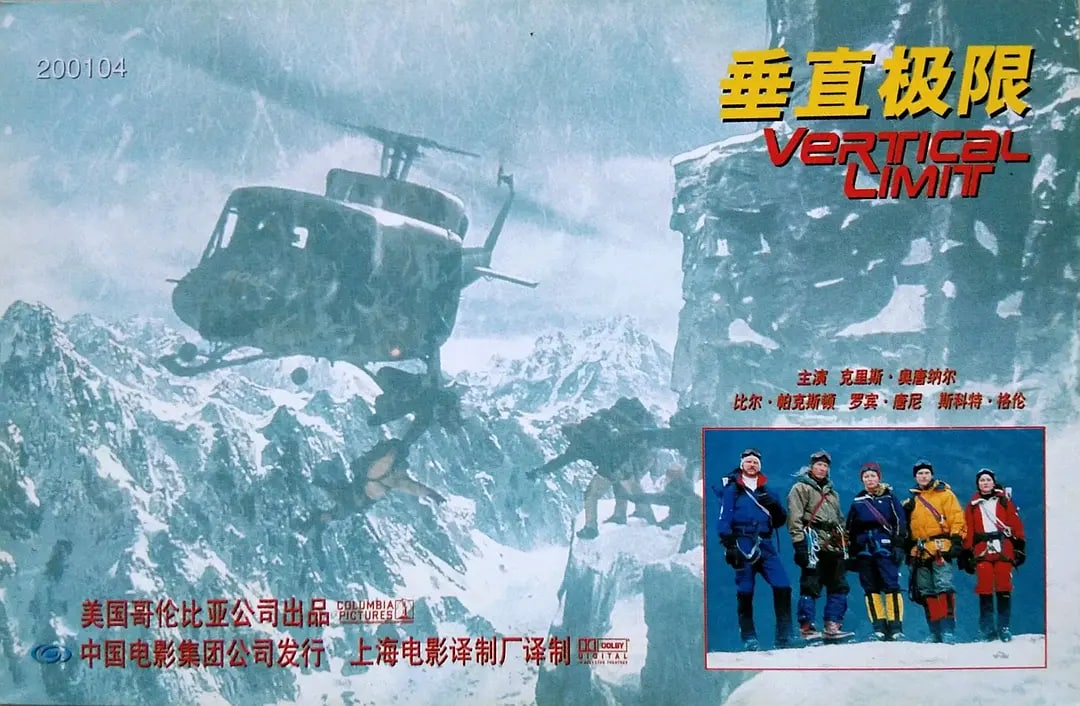 200104
垂直极限
VERTICAL
LIMIT
主演 克里斯·奥唐纳尔
比尔·帕克斯顿 罗宾·唐尼 斯科特·格伦
美国哥伦比亚公司出品 COLUMBIA PICTURES
中国电影集团公司发行 上海电影译制厂译制 DOLBY DIGITAL